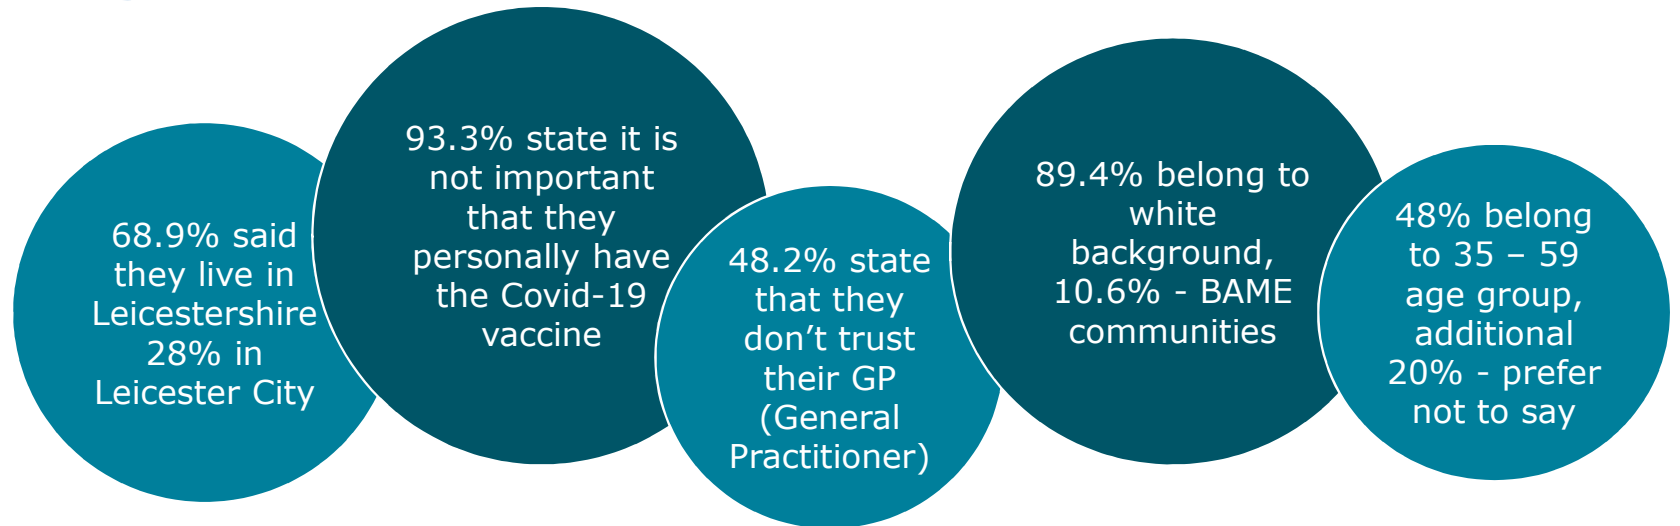 68.9% said
they live in
Leicestershire
28% in
Leicester City
93.3% state it is
not important
that they
personally have
the Covid-19
vaccine
48.2% state
that they
don’t trust
their GP
(General
Practitioner)
89.4% belong to
white
background,
10.6% - BAME
communities
48% belong
to 35 – 59
age group,
additional
20% - prefer
not to say